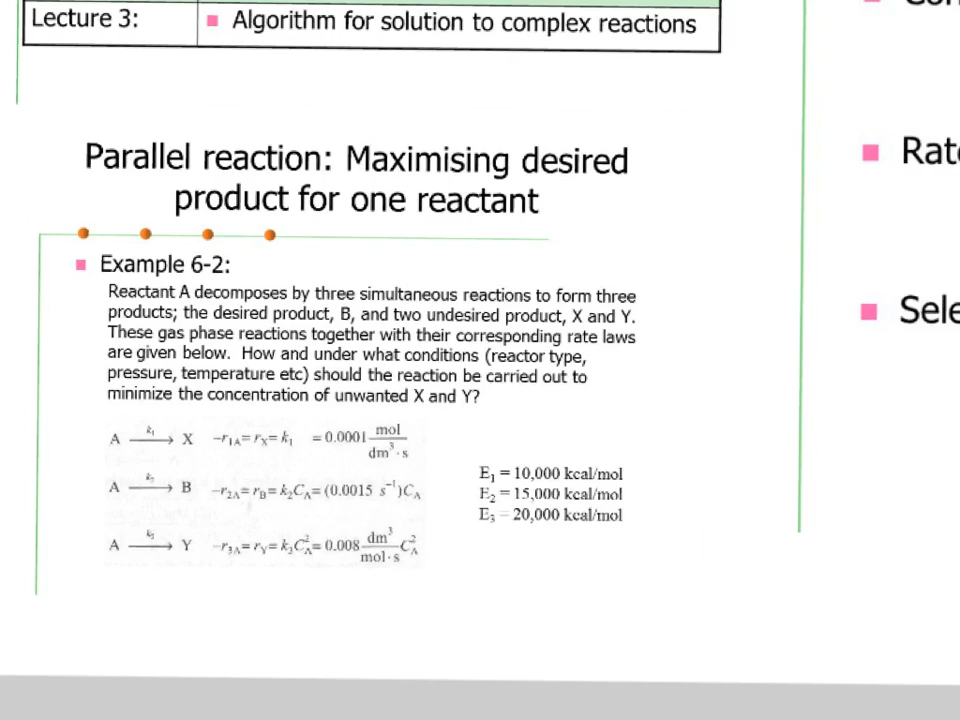 Lecture 3:
Algorithm for solution to complex reactions
Parallel reaction: Maximising desired
product for one reactant
Example 6-2:
Reactant A decomposes by three simultaneous reactions to form three
products; the desired product, B, and two undesired product, X and Y.
These gas phase reactions together with their corresponding rate laws
are given below. How and under what conditions (reactor type,
pressure, temperature etc) should the reaction be carried out to
minimize the concentration of unwanted X and Y?
A —k₁→ X −r₁A = rX = k₁ = 0.0001 mol/dm³·s
A —k₂→ B −r₂A = rB = k₂CA = (0.0015 s⁻¹)CA
A —k₃→ Y −r₃A = rY = k₃C²A = 0.008 dm³/mol·s C²A
E₁ = 10,000 kcal/mol
E₂ = 15,000 kcal/mol
E₃ = 20,000 kcal/mol